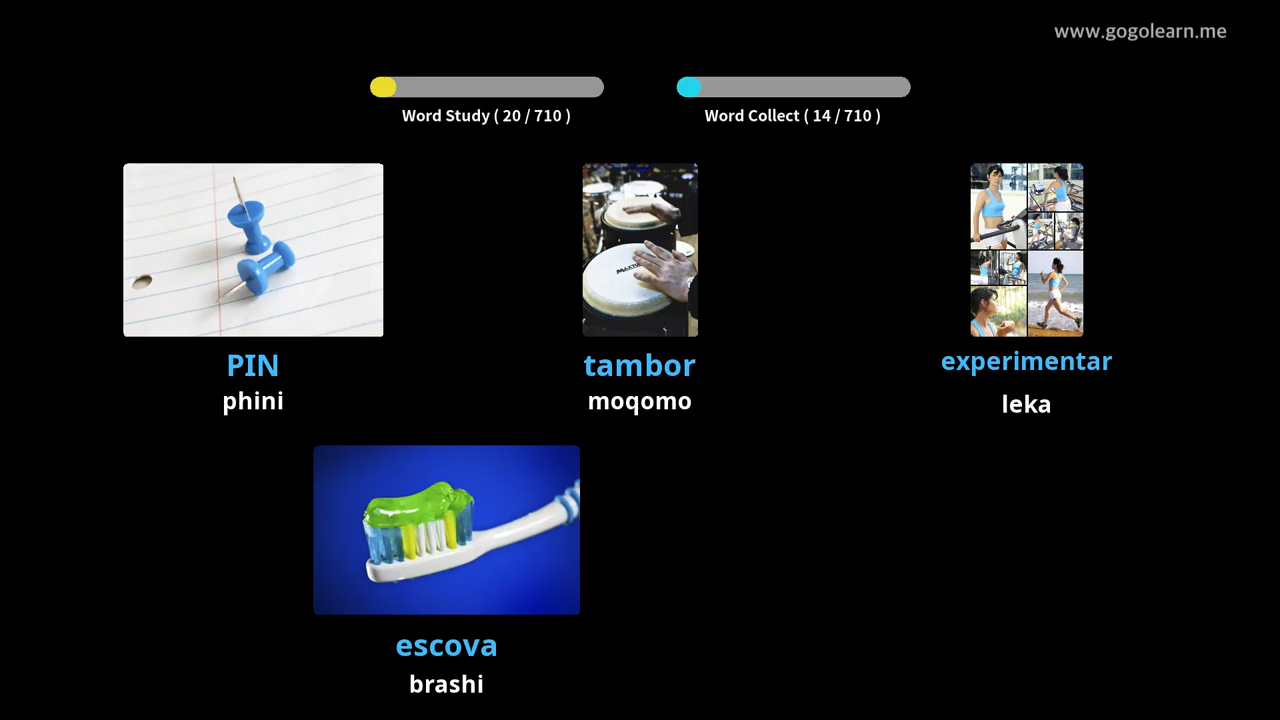 www.gogolearn.me
Word Study ( 20 / 710 )
Word Collect ( 14 / 710 )
PIN
phini
tambor
moqomo
experimentar
leka
escova
brashi